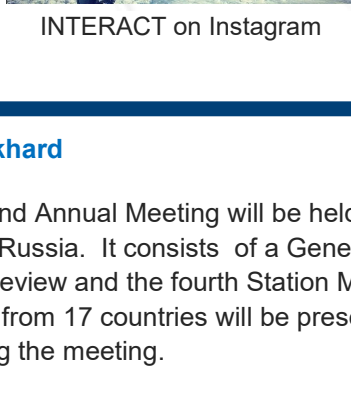 INTERACT on Instagram
khard
nd Annual Meeting will be held
Russia. It consists of a Gene
eview and the fourth Station M
from 17 countries will be prese
g the meeting.